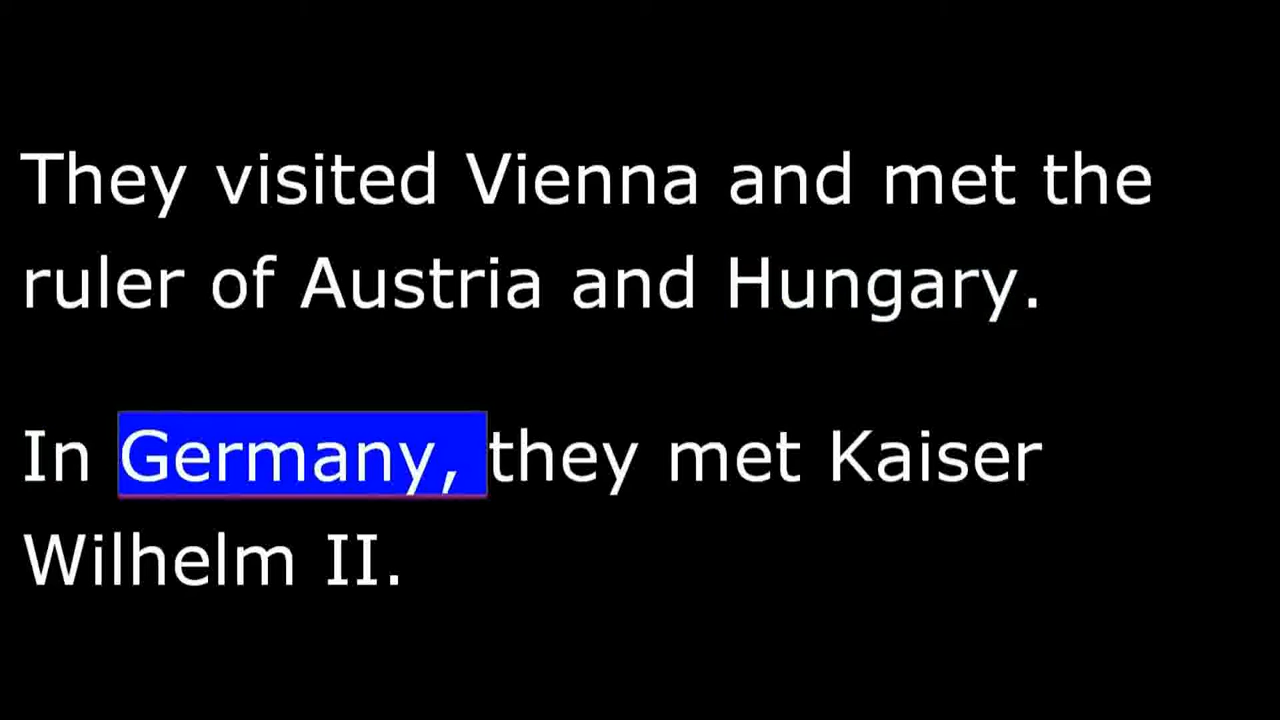 They visited Vienna and met the
ruler of Austria and Hungary.
In Germany, they met Kaiser
Wilhelm II.